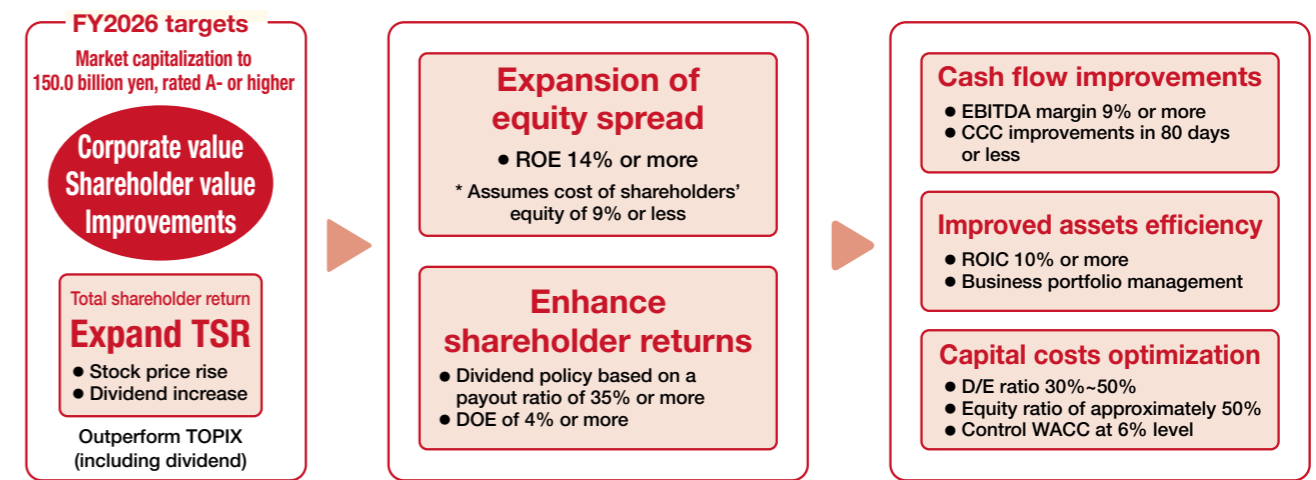 FY2026 targets
Market capitalization to
150.0 billion yen, rated A- or higher
Corporate value
Shareholder value
Improvements
Total shareholder return
Expand TSR
● Stock price rise
● Dividend increase
Outperform TOPIX
(including dividend)
Expansion of
equity spread
● ROE 14% or more
* Assumes cost of shareholders'
equity of 9% or less
Enhance
shareholder returns
● Dividend policy based on a
payout ratio of 35% or more
● DOE of 4% or more
Cash flow improvements
● EBITDA margin 9% or more
● CCC improvements in 80 days
or less
Improved assets efficiency
● ROIC 10% or more
● Business portfolio management
Capital costs optimization
● D/E ratio 30%~50%
● Equity ratio of approximately 50%
● Control WACC at 6% level